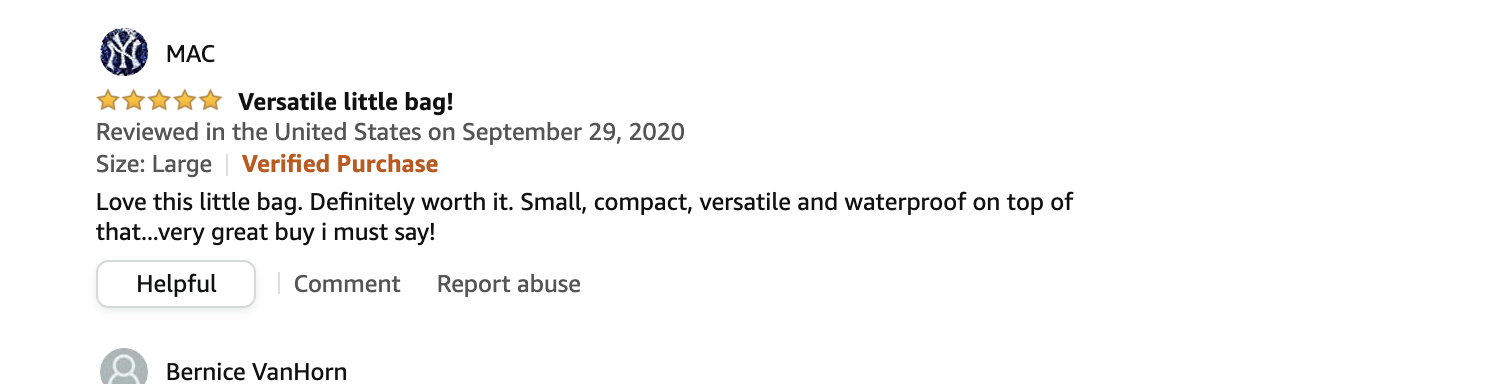 MAC
Versatile little bag!
Reviewed in the United States on September 29, 2020
Size: Large | Verified Purchase
Love this little bag. Definitely worth it. Small, compact, versatile and waterproof on top of
that...very great buy i must say!
Helpful | Comment Report abuse
Bernice VanHorn